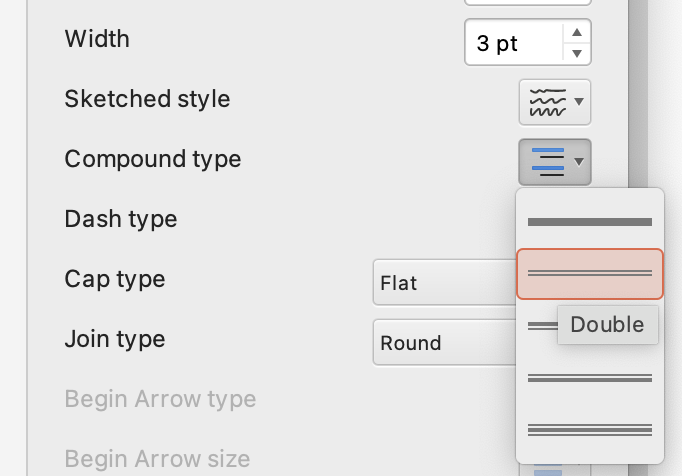 Width
3 pt
Sketched style
Compound type
Dash type
Cap type
Flat
Double
Join type
Round
Begin Arrow type
Begin Arrow size